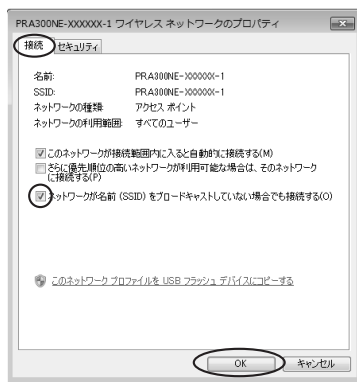 PRA300NE-XXXXXX-1 ワイヤレス ネットワークのプロパティ
接続 セキュリティ
名前: PRA300NE-XXXXXX-1
SSID: PRA300NE-XXXXXX-1
ネットワークの種類: アクセス ポイント
ネットワークの利用範囲: すべてのユーザー
このネットワークが接続範囲内に入ると自動的に接続する(M)
さらに優先順位の高いネットワークが利用可能な場合は、そのネットワーク
に接続する(P)
ネットワークが名前 (SSID) をブロードキャストしていない場合でも接続する(O)
このネットワーク プロファイルを USB フラッシュ デバイスにコピーする
OK キャンセル